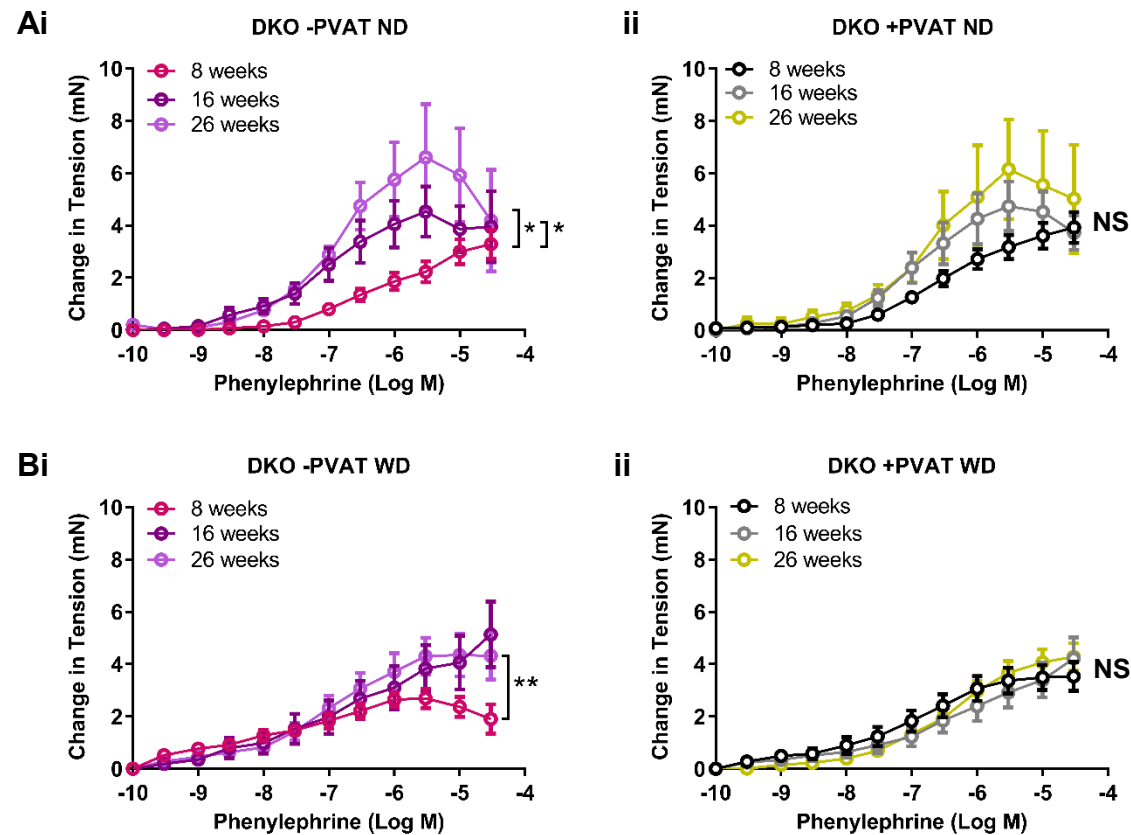 Ai
DKO -PVAT ND
Change in Tension (mN)
10
8
6
4
2
0
8 weeks
16 weeks
26 weeks
* *
-10 -9 -8 -7 -6 -5 -4
Phenylephrine (Log M)
ii
DKO +PVAT ND
Change in Tension (mN)
10
8
6
4
2
0
8 weeks
16 weeks
26 weeks
NS
-10 -9 -8 -7 -6 -5 -4
Phenylephrine (Log M)
Bi
DKO -PVAT WD
Change in Tension (mN)
10
8
6
4
2
0
8 weeks
16 weeks
26 weeks
**
-10 -9 -8 -7 -6 -5 -4
Phenylephrine (Log M)
ii
DKO +PVAT WD
Change in Tension (mN)
10
8
6
4
2
0
8 weeks
16 weeks
26 weeks
NS
-10 -9 -8 -7 -6 -5 -4
Phenylephrine (Log M)